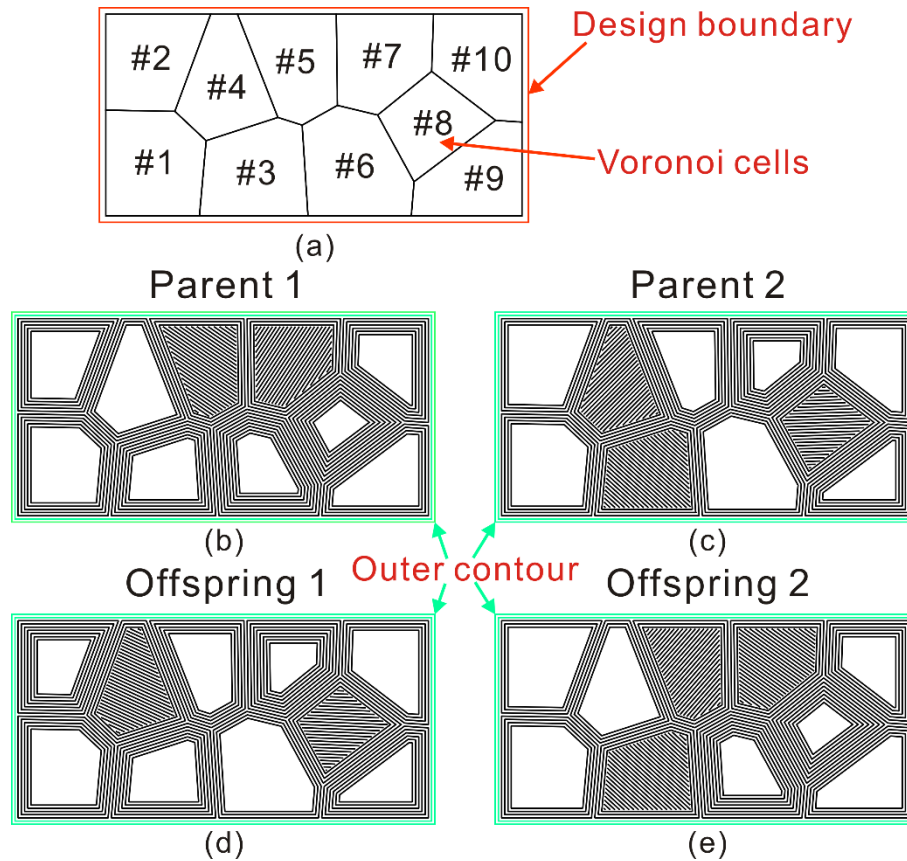 Design boundary
#2 #5 #7 #10
#4
#8
#1 #3 #6 #9
Voronoi cells
(a)
Parent 1 Parent 2
(b) (c)
Outer contour
Offspring 1 Offspring 2
(d) (e)